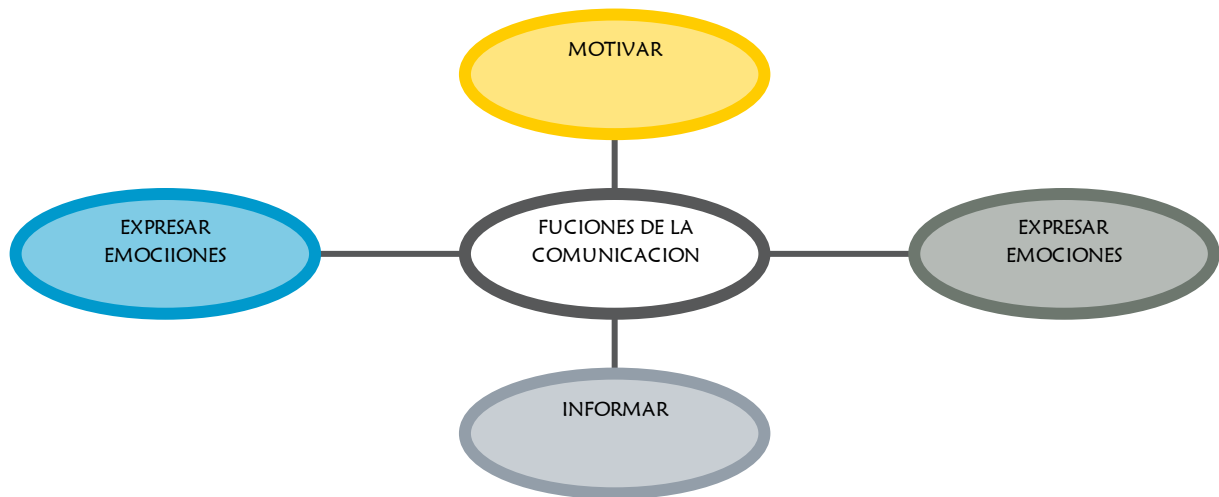 MOTIVAR
EXPRESAR
EMOCIIONES
FUCIONES DE LA
COMUNICACION
EXPRESAR
EMOCIONES
INFORMAR